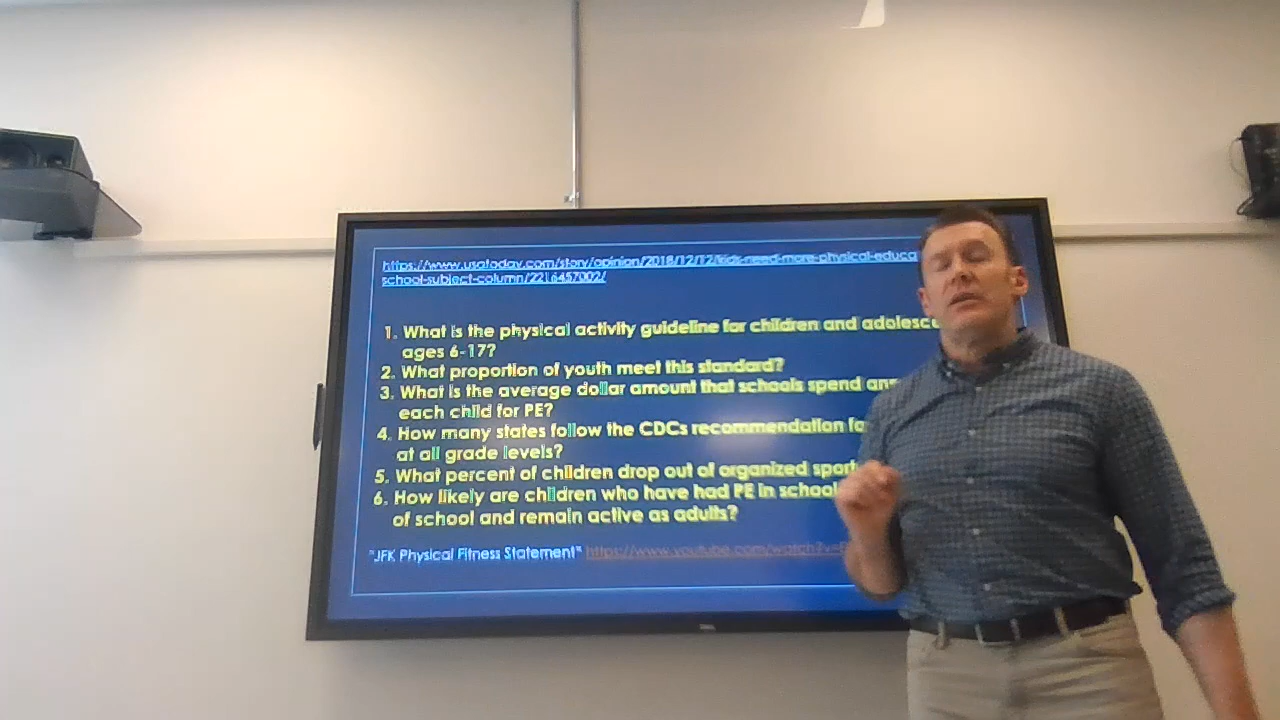 https://www.usatoday.com/story/opinion/2018/12/12/kids-need-more-physical-educa
school-subject-column/2216457002/
1. What is the physical activity guideline for children and adolesc
ages 6-17?
2. What proportion of youth meet this standard?
3. What is the average dollar amount that schools spend
each child for PE?
4. How many states follow the CDCs recommendation
at all grade levels?
5. What percent of children drop out of organized
6. How likely are children who have had PE in school
of school and remain active as adults?
"JFK Physical Fitness Statement" https://www.youtube.com/watch?v=